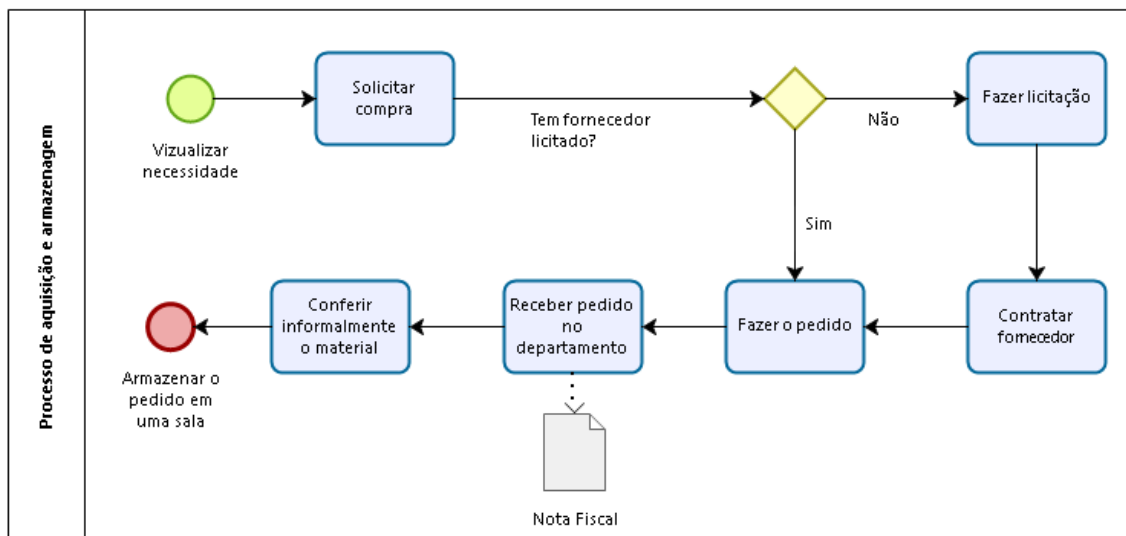 Processo de aquisição e armazenagem
Vizualizar
necessidade
Solicitar
compra
Tem fornecedor
licitado?
Não
Fazer licitação
Sim
Contratar
fornecedor
Fazer o pedido
Receber pedido
no
departamento
Nota Fiscal
Conferir
informalmente
o material
Armazenar o
pedido em
uma sala